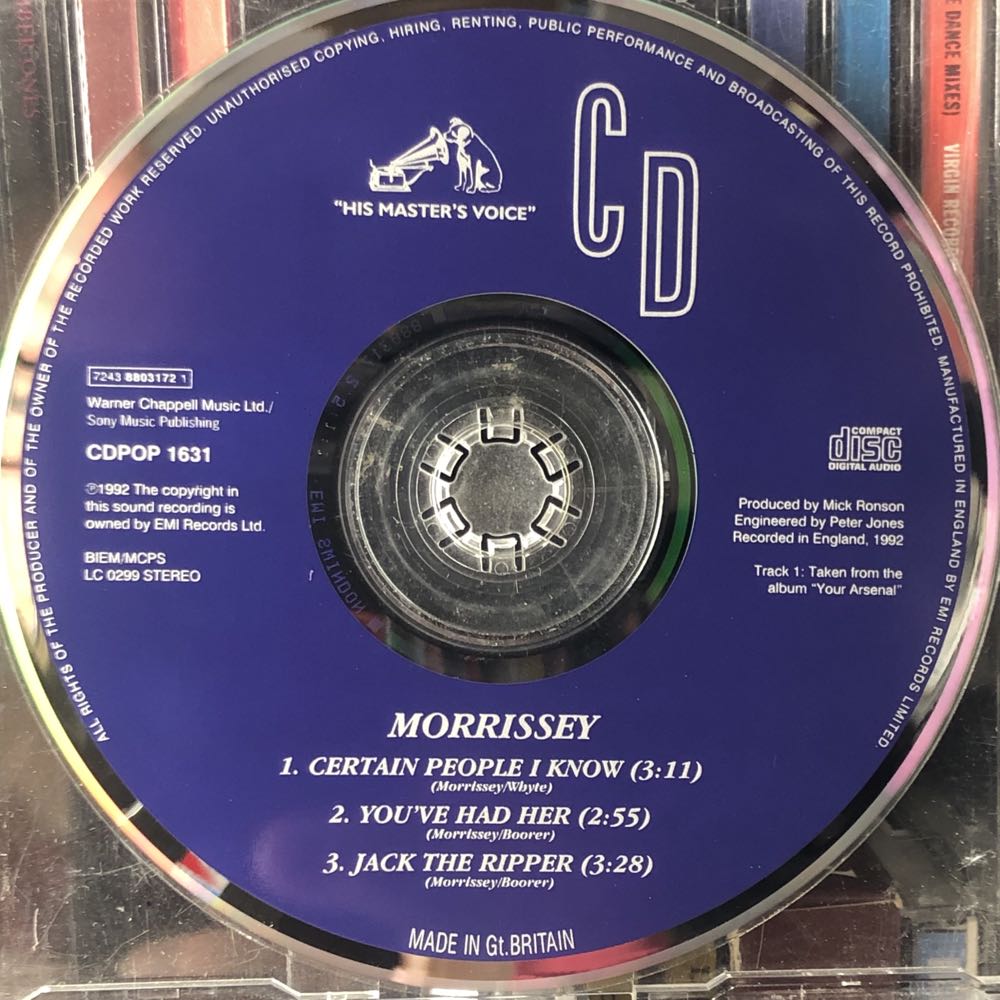 ALL RIGHTS OF THE PRODUCER AND OF THE OWNER OF THE RECORDED WORK RESERVED. UNAUTHORISED COPYING, HIRING, RENTING, PUBLIC PERFORMANCE AND BROADCASTING OF THIS RECORD PROHIBITED. MANUFACTURED IN ENGLAND BY EMI RECORDS LIMITED.
"HIS MASTER'S VOICE"
CD
7243 8803172 1
Warner Chappell Music Ltd./
Sony Music Publishing
CDPOP 1631
℗1992 The copyright in
this sound recording is
owned by EMI Records Ltd.
BIEM/MCPS
LC 0299 STEREO
COMPACT
disc
DIGITAL AUDIO
Produced by Mick Ronson
Engineered by Peter Jones
Recorded in England, 1992
Track 1: Taken from the
album "Your Arsenal"
MORRISSEY
1. CERTAIN PEOPLE I KNOW (3:11)
(Morrissey/Whyte)
2. YOU'VE HAD HER (2:55)
(Morrissey/Boorer)
3. JACK THE RIPPER (3:28)
(Morrissey/Boorer)
MADE IN Gt.BRITAIN
EMI SWINDON
DANCE MIXES) VIRGIN